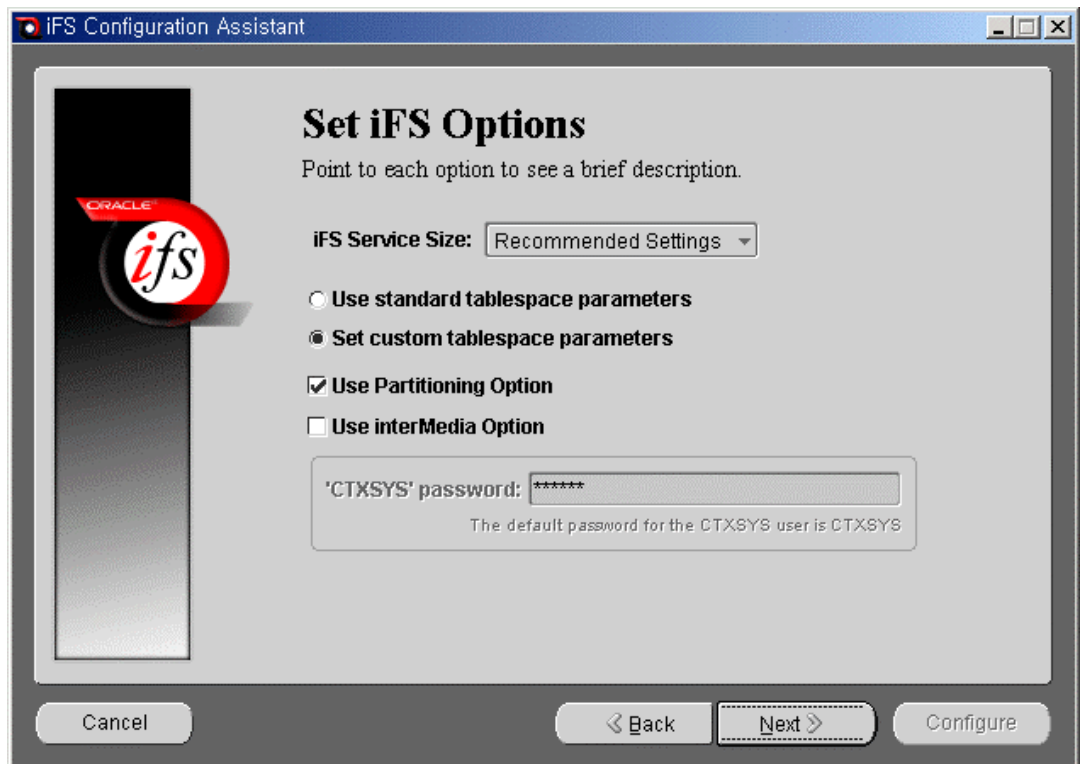 iFS Configuration Assistant
ORACLE
ifs
Set iFS Options
Point to each option to see a brief description.
iFS Service Size: Recommended Settings
Use standard tablespace parameters
Set custom tablespace parameters
Use Partitioning Option
Use interMedia Option
'CTXSYS' password: ******
The default password for the CTXSYS user is CTXSYS
Cancel Back Next Configure